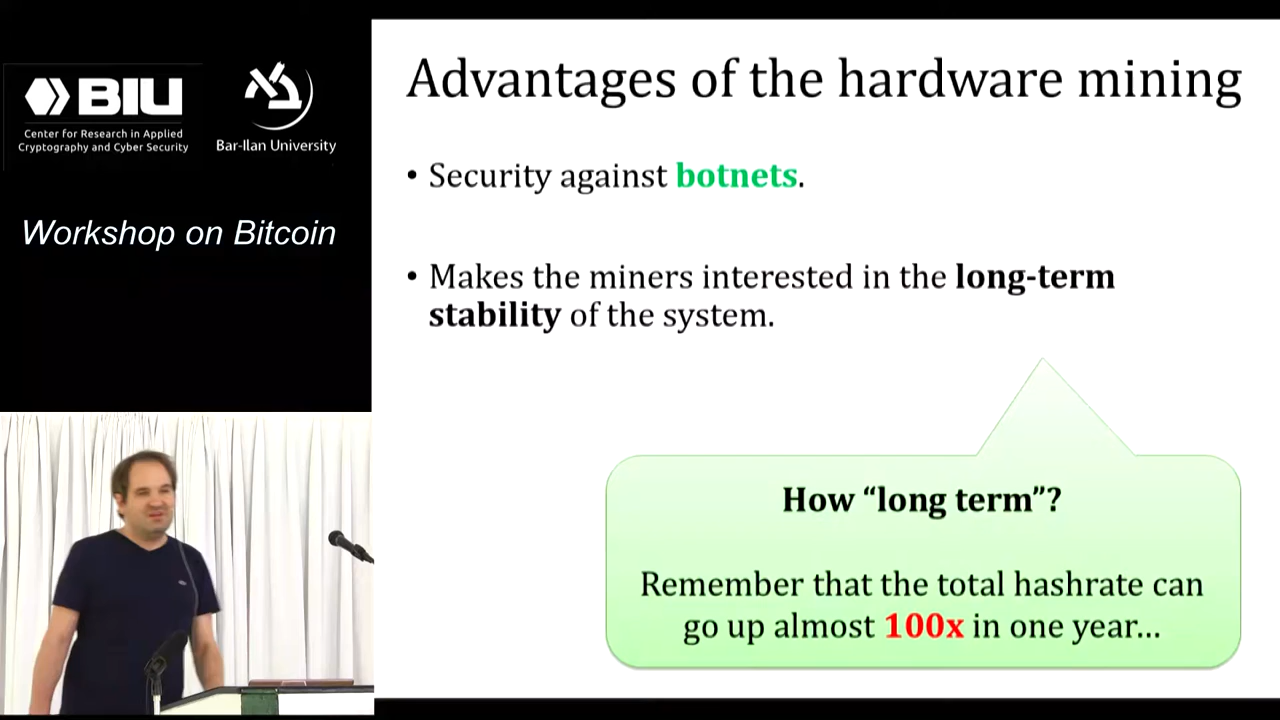 BIU
Center for Research in Applied
Cryptography and Cyber Security
Bar-Ilan University
Workshop on Bitcoin
Advantages of the hardware mining
• Security against botnets.
• Makes the miners interested in the long-term
stability of the system.
How “long term”?
Remember that the total hashrate can
go up almost 100x in one year...